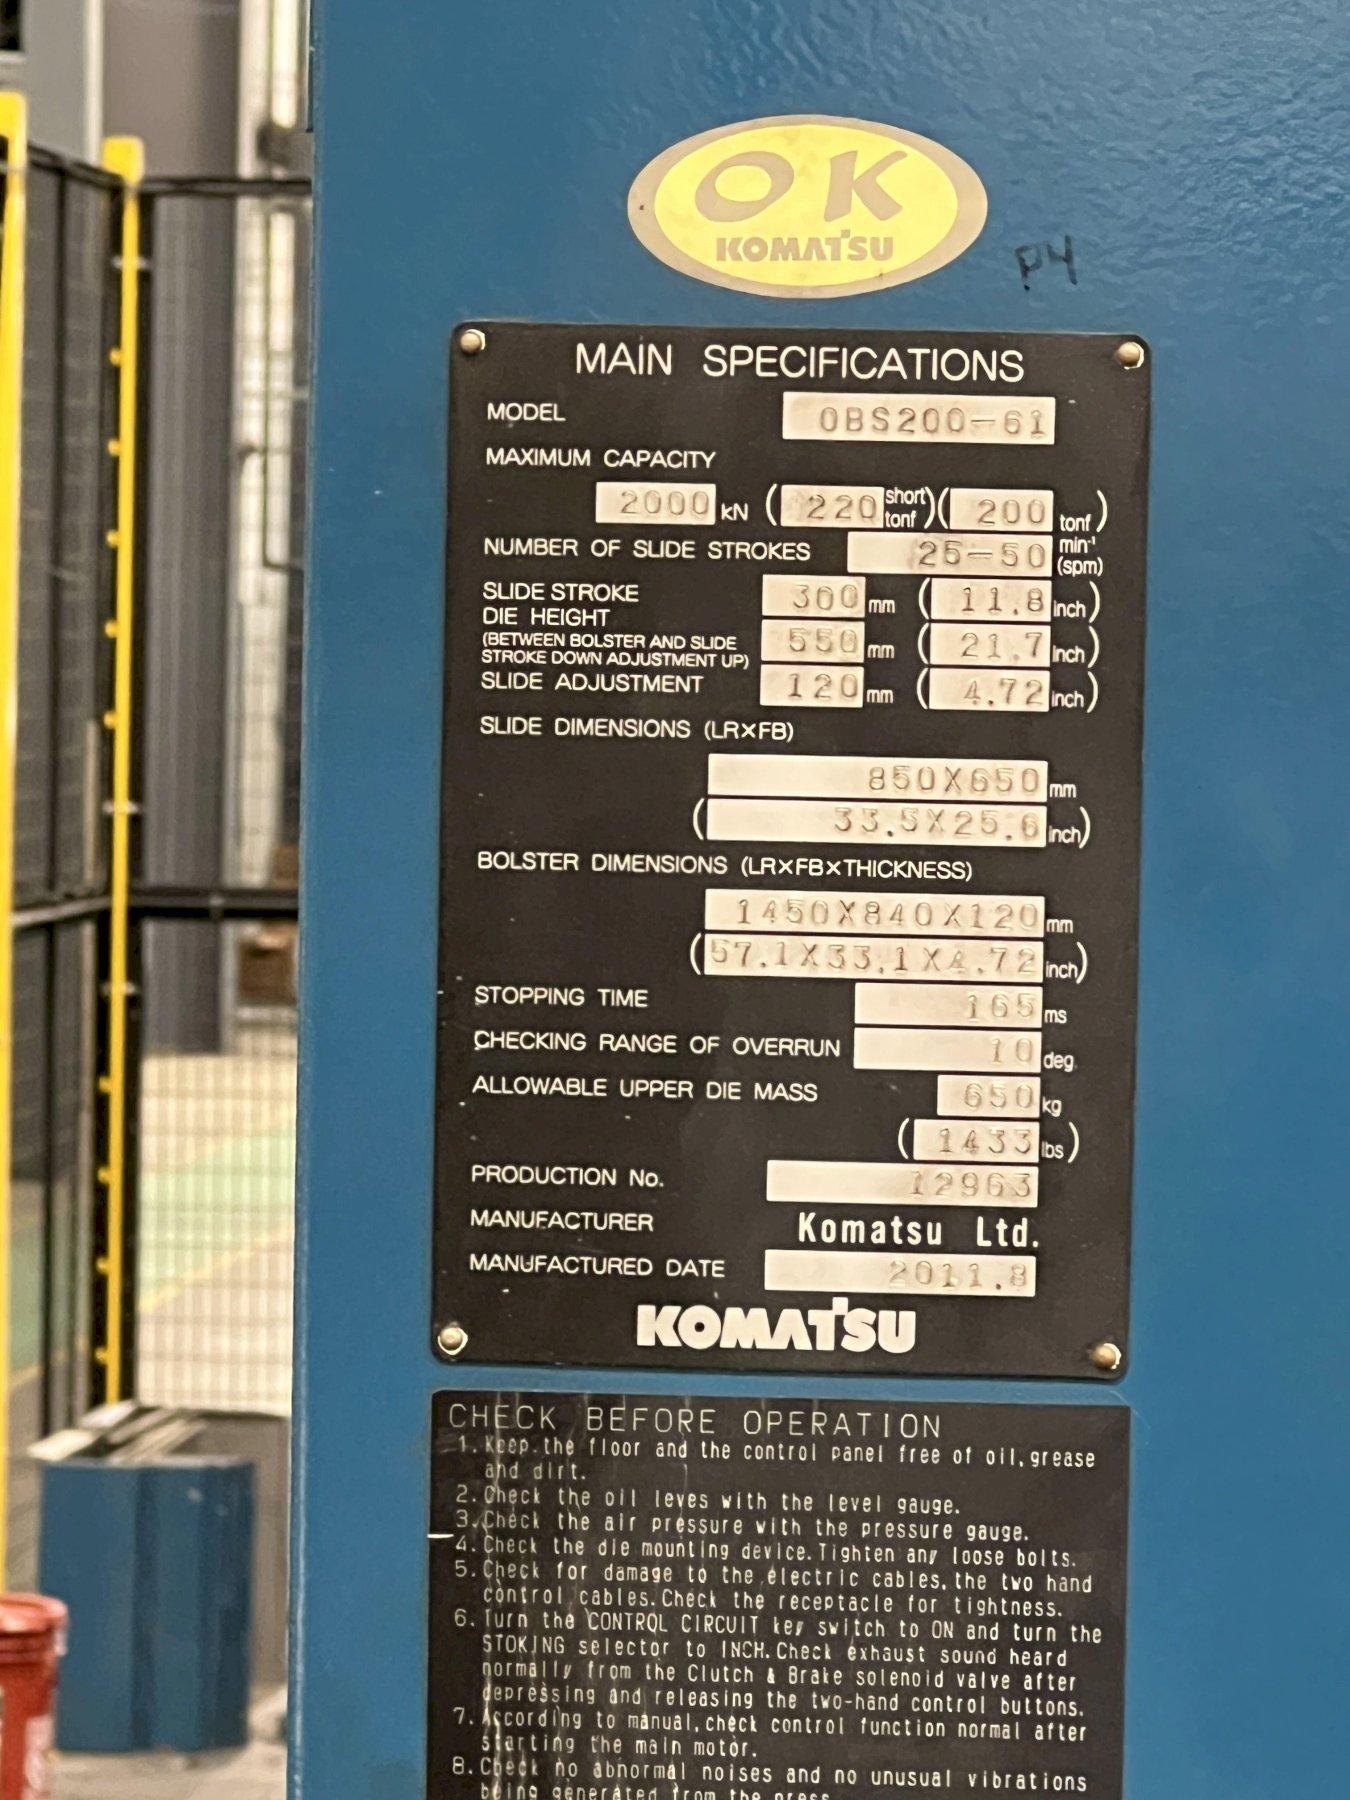 OK
KOMATSU
P4
MAIN SPECIFICATIONS
MODEL OBS200-61
MAXIMUM CAPACITY
2000 kN (220 short tonf) (200 tonf)
NUMBER OF SLIDE STROKES 25-50 min⁻¹ (spm)
SLIDE STROKE 300 mm (11.8 inch)
DIE HEIGHT
(BETWEEN BOLSTER AND SLIDE
STROKE DOWN ADJUSTMENT UP) 550 mm (21.7 inch)
SLIDE ADJUSTMENT 120 mm (4.72 inch)
SLIDE DIMENSIONS (LR×FB)
850X650 mm
(33.5X25.6 inch)
BOLSTER DIMENSIONS (LR×FB×THICKNESS)
1450X840X120 mm
(57.1X33.1X4.72 inch)
STOPPING TIME 165 ms
CHECKING RANGE OF OVERRUN 10 deg.
ALLOWABLE UPPER DIE MASS 650 kg
(1433 lbs)
PRODUCTION No. 12963
MANUFACTURER Komatsu Ltd.
MANUFACTURED DATE 2011.8
KOMATSU
CHECK BEFORE OPERATION
1. Keep the floor and the control panel free of oil, grease
and dirt.
2. Check the oil leves with the level gauge.
3. Check the air pressure with the pressure gauge.
4. Check the die mounting device. Tighten any loose bolts.
5. Check for damage to the electric cables, the two hand
control cables. Check the receptacle for tightness.
6. Turn the CONTROL CIRCUIT key switch to ON and turn the
STOKING selector to INCH. Check exhaust sound heard
normally from the Clutch & Brake solenoid valve after
depressing and releasing the two-hand control buttons.
7. According to manual, check control function normal after
starting the main motor.
8. Check no abnormal noises and no unusual vibrations
being generated from the press.